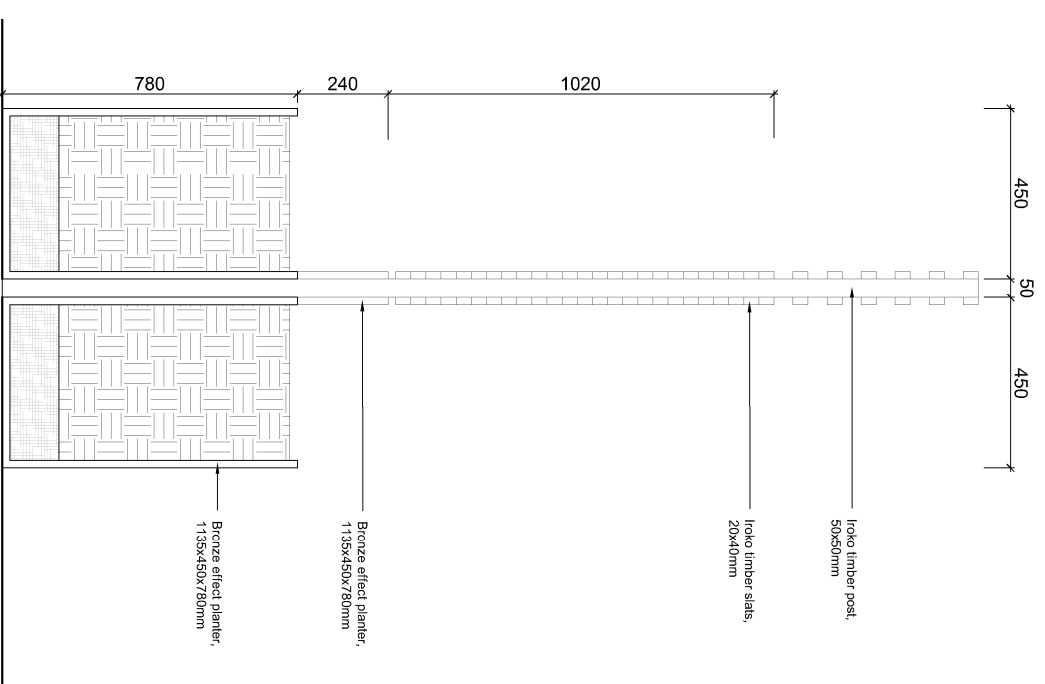 780
240
1020
450
50
450
Iroko timber post,
50x50mm
Iroko timber slats,
20x40mm
Bronze effect planter,
1135x450x780mm
Bronze effect planter,
1135x450x780mm